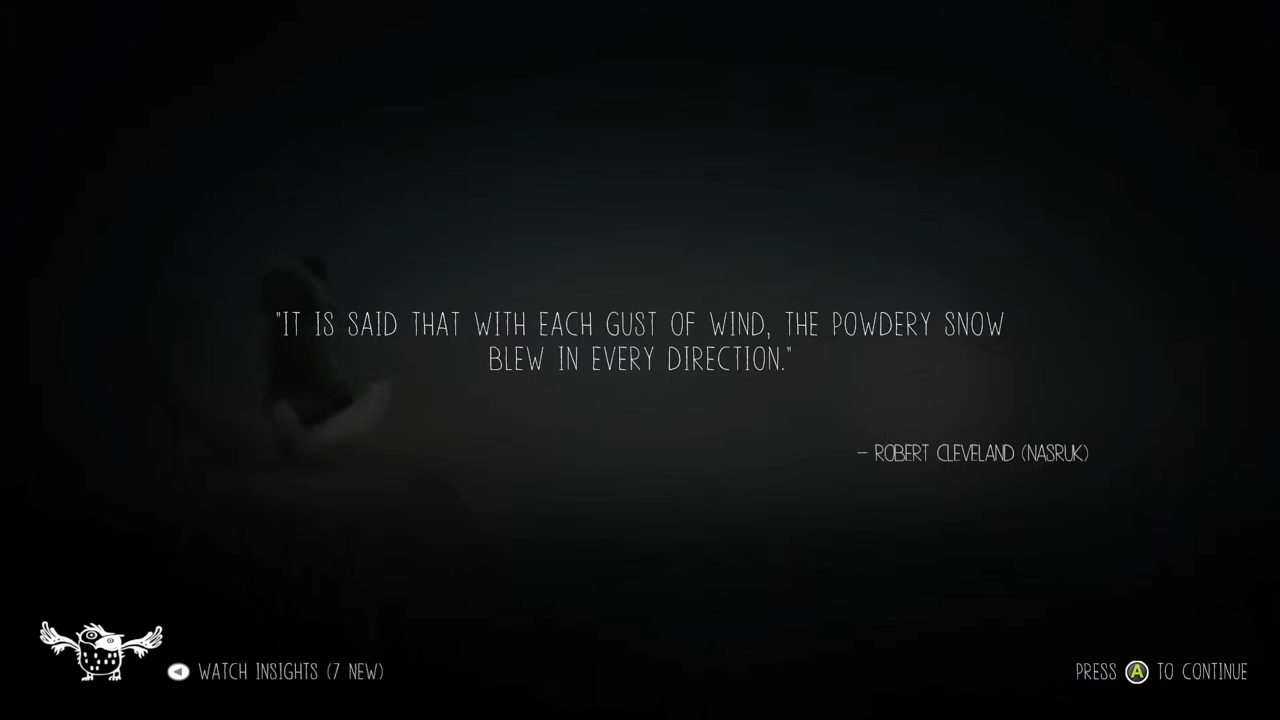 "IT IS SAID THAT WITH EACH GUST OF WIND, THE POWDERY SNOW
BLEW IN EVERY DIRECTION."
– ROBERT CLEVELAND (NASRUK)
WATCH INSIGHTS (7 NEW)
PRESS A TO CONTINUE